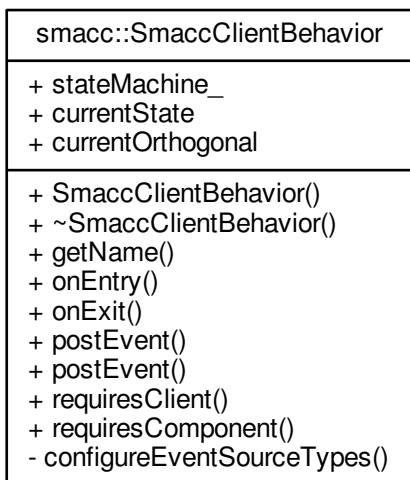 smacc::SmaccClientBehavior
+ stateMachine_
+ currentState
+ currentOrthogonal
+ SmaccClientBehavior()
+ ~SmaccClientBehavior()
+ getName()
+ onEntry()
+ onExit()
+ postEvent()
+ postEvent()
+ requiresClient()
+ requiresComponent()
- configureEventSourceTypes()